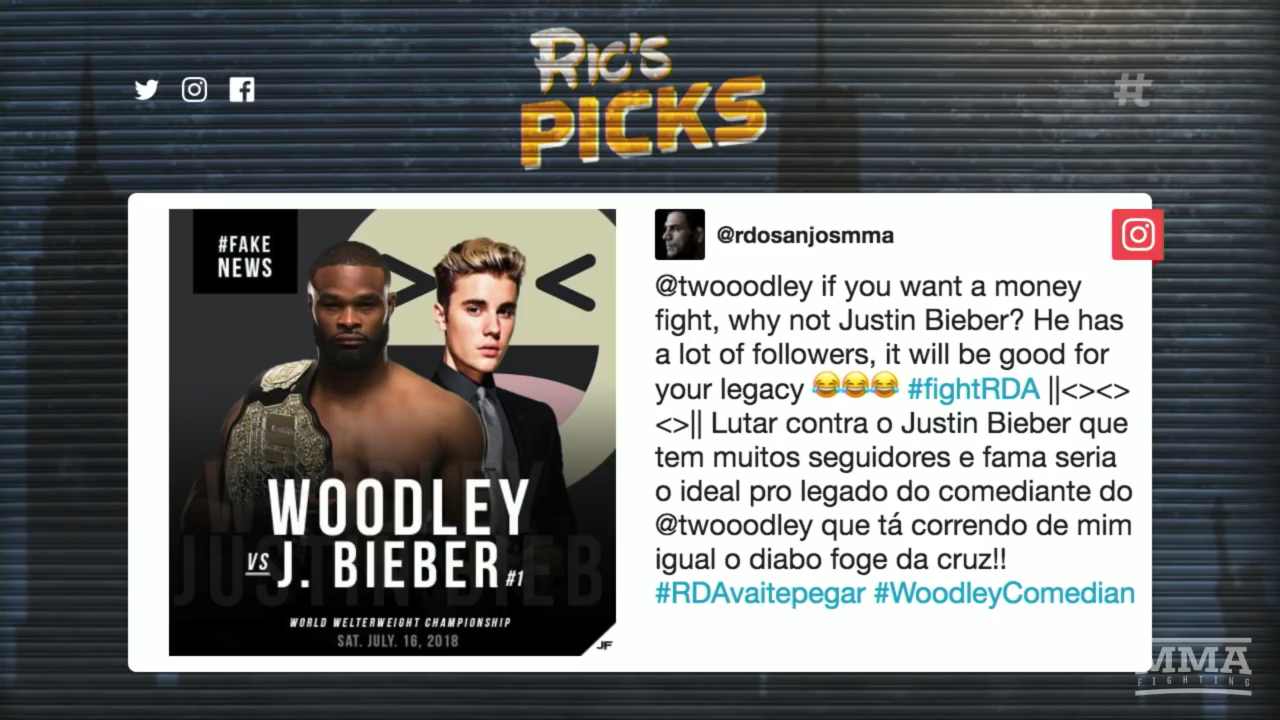 RIC'S
PICKS
#
#FAKE
NEWS
WOODLEY
VS J. BIEBER #1
WORLD WELTERWEIGHT CHAMPIONSHIP
SAT. JULY. 16, 2018
JF
@rdosanjosmma
@twooodley if you want a money
fight, why not Justin Bieber? He has
a lot of followers, it will be good for
your legacy 😂😂😂 #fightRDA ||<><>
<>|| Lutar contra o Justin Bieber que
tem muitos seguidores e fama seria
o ideal pro legado do comediante do
@twooodley que tá correndo de mim
igual o diabo foge da cruz!!
#RDAvaitepegar #WoodleyComedian
MMA
FIGHTING